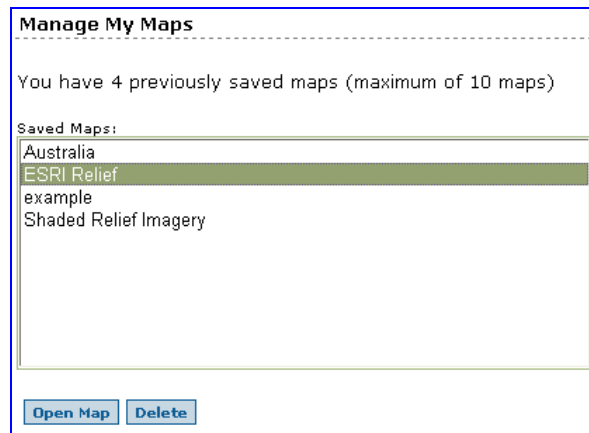 Manage My Maps
You have 4 previously saved maps (maximum of 10 maps)
Saved Maps:
Australia
ESRI Relief
example
Shaded Relief Imagery
Open Map Delete